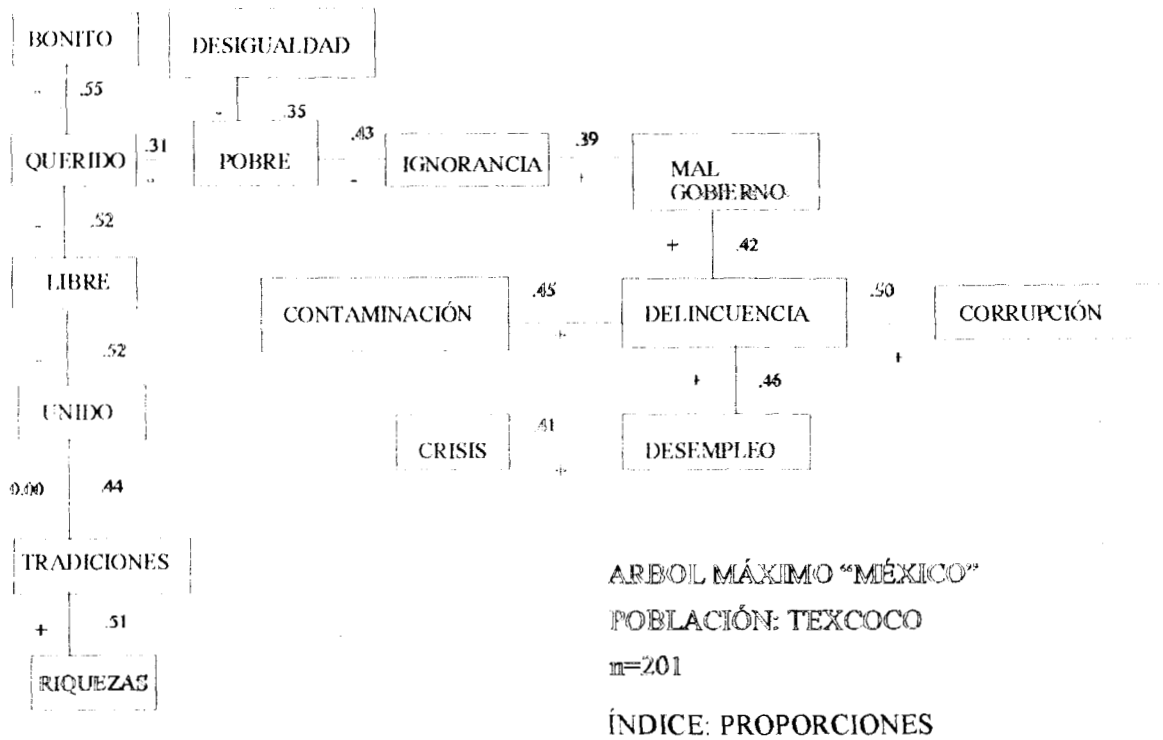 BONITO
DESIGUALDAD
- .55
- .35
QUERIDO .31 - POBRE .43 - IGNORANCIA .39 + MAL
GOBIERNO
- .52
+ .42
LIBRE
CONTAMINACIÓN .45 + DELINCUENCIA .50 + CORRUPCIÓN
- .52
+ .46
UNIDO
CRISIS .41 + DESEMPLEO
0.00 .44
TRADICIONES
+ .51
RIQUEZAS
ARBOL MÁXIMO “MÉXICO”
POBLACIÓN: TEXCOCO
n=201
ÍNDICE: PROPORCIONES